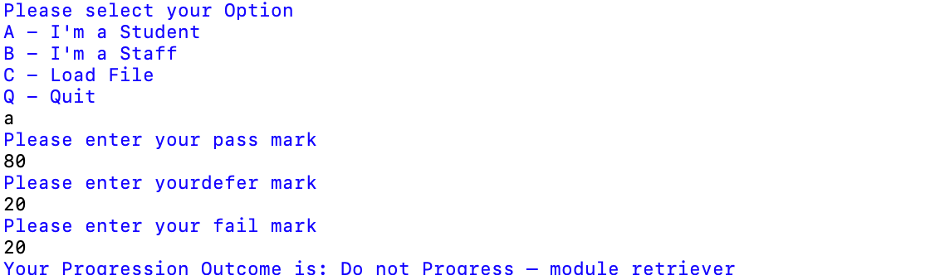 Please select your Option
A – I'm a Student
B – I'm a Staff
C – Load File
Q – Quit
a
Please enter your pass mark
80
Please enter yourdefer mark
20
Please enter your fail mark
20
Your Progression Outcome is: Do not Progress – module retriever